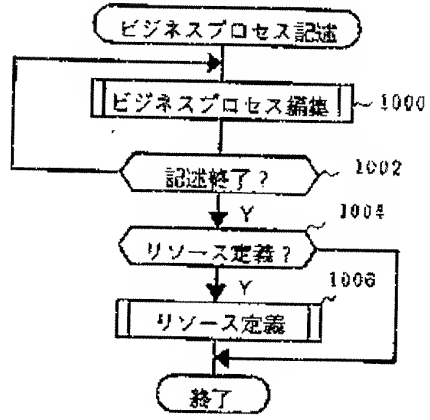 ビジネスプロセス記述
ビジネスプロセス編集
1000
記述終了?
1002
Y
1004
リソース定義?
Y
1006
リソース定義
終了